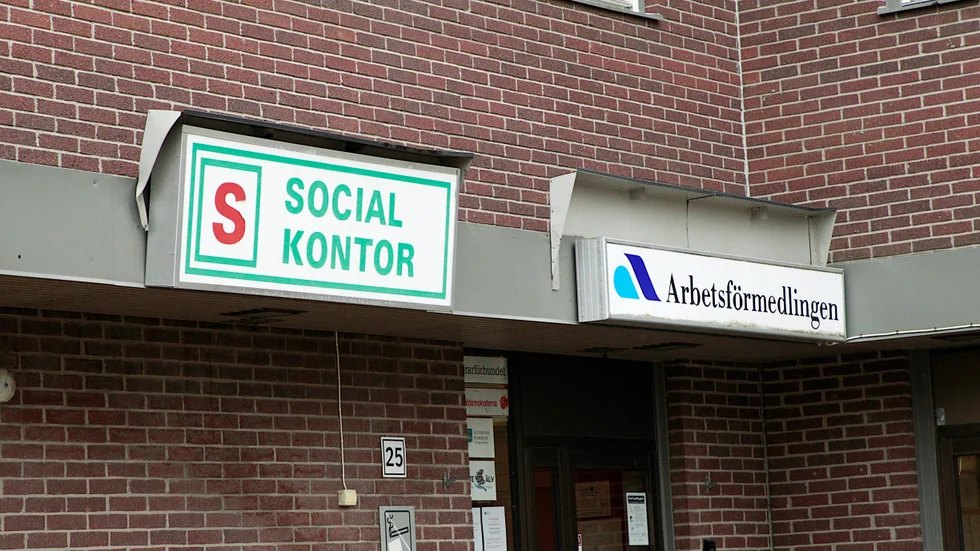 S
SOCIAL
KONTOR
Arbetsförmedlingen
25